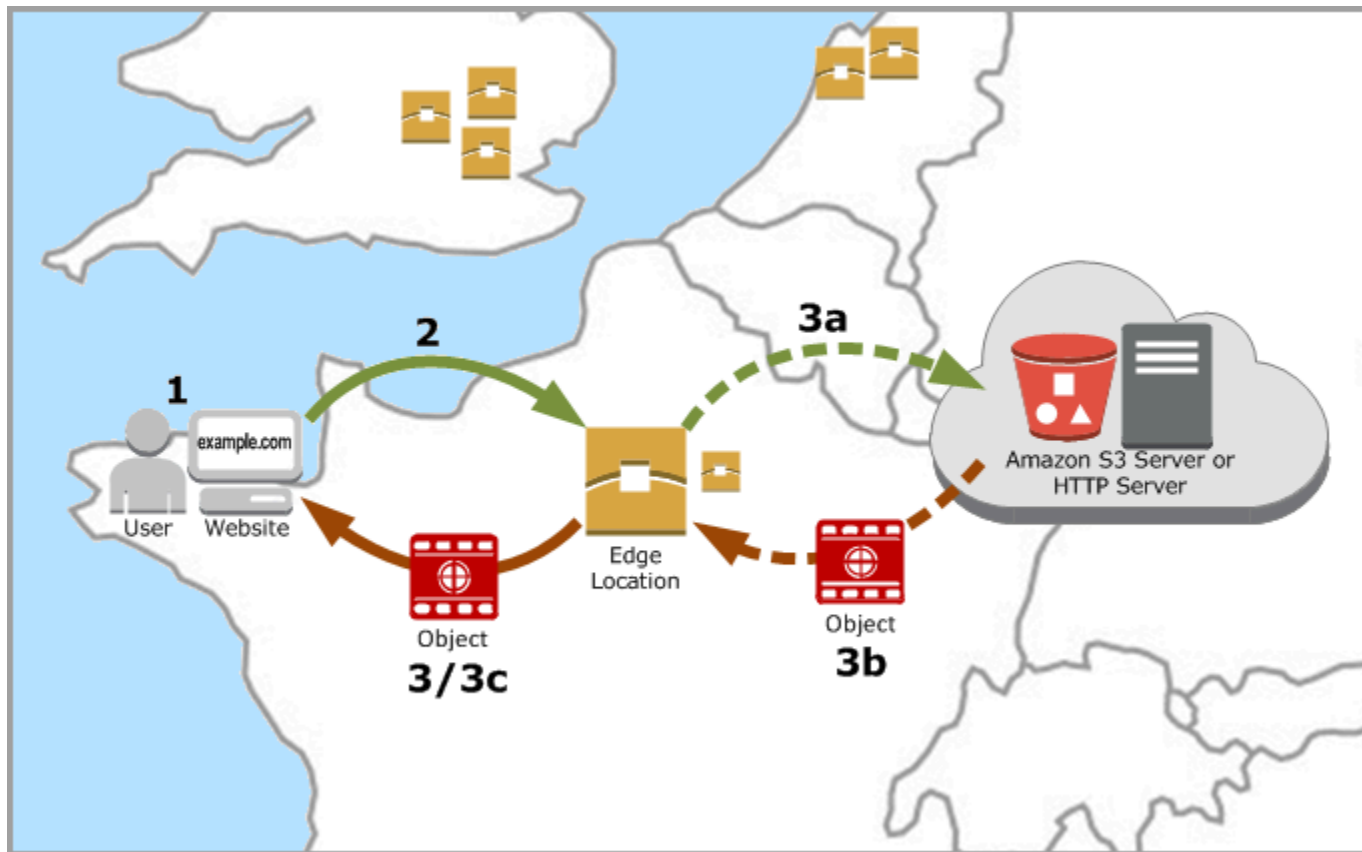 1
2
3a
example.com
User
Website
Amazon S3 Server or
HTTP Server
Edge
Location
Object
3/3c
Object
3b